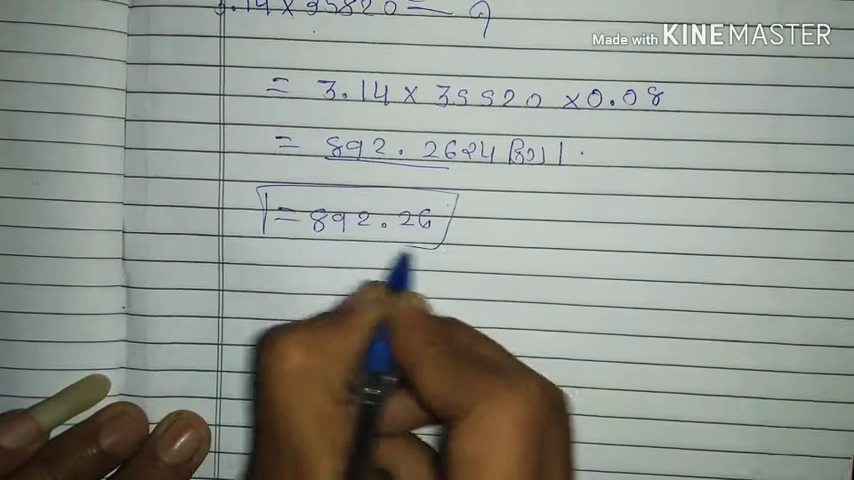 Made with KINEMASTER
= 3.14 x 35520 x 0.08
= 892. 2624
= 892.26